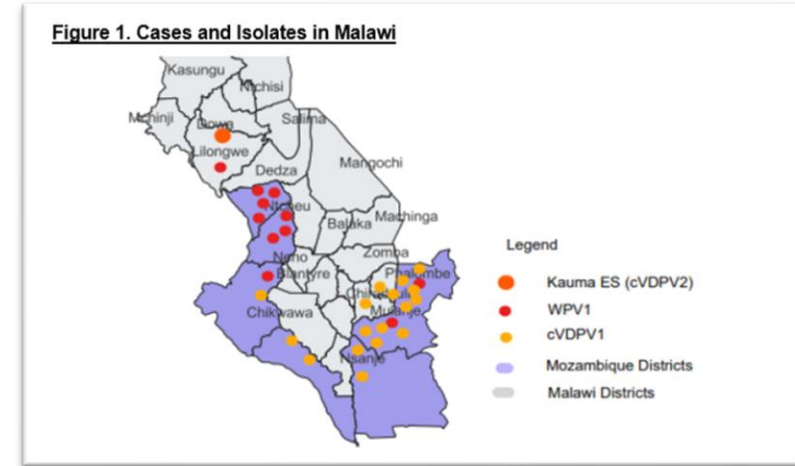 Figure 1. Cases and Isolates in Malawi
Kasungu
Ntchisi
Mchinji
Dowa
Salima
Lilongwe
Mangochi
Dedza
Ntcheu
Balaka
Machinga
Zomba
Neno
Blantyre
Phalombe
Chiradzulu
Chikwawa
Mulanje
Nsanje
Legend
Kauma ES (cVDPV2)
WPV1
cVDPV1
Mozambique Districts
Malawi Districts